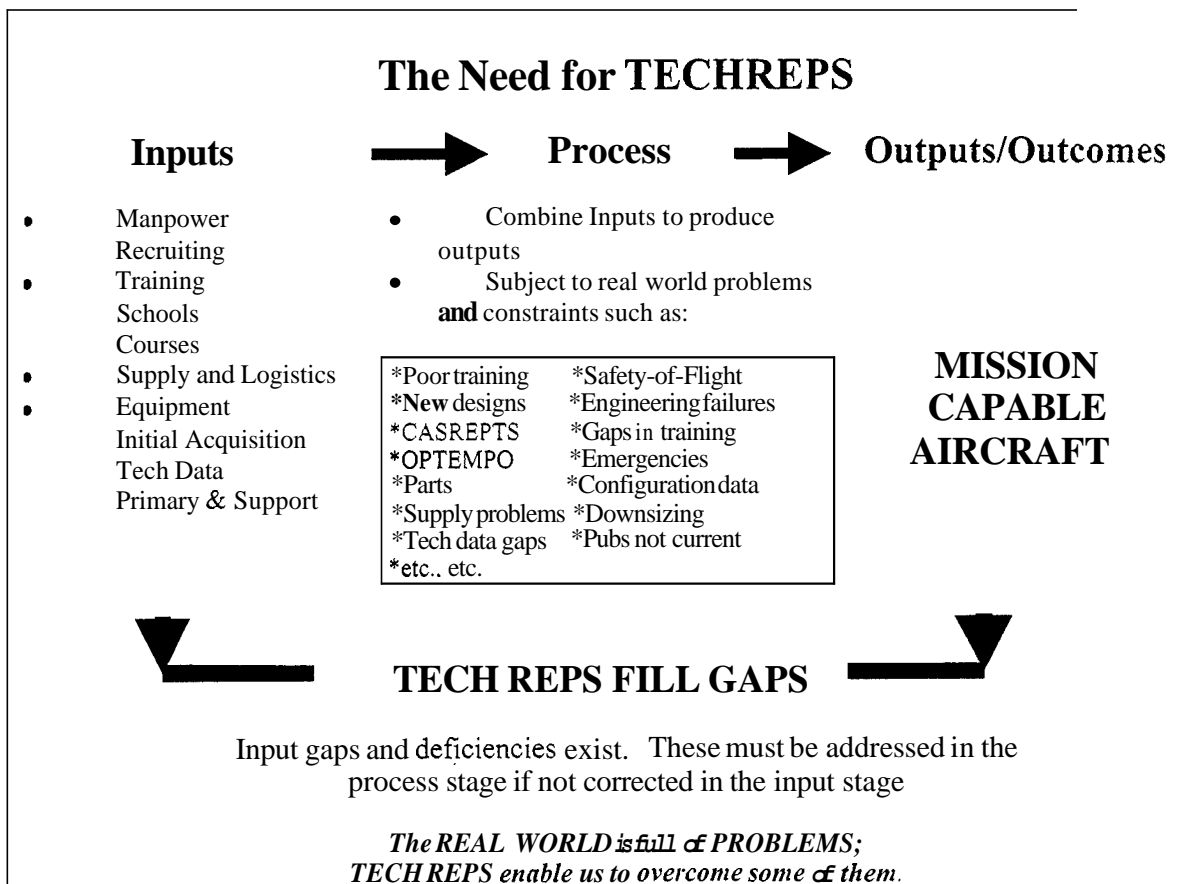 The Need for TECHREPS
Inputs
Process
Outputs/Outcomes
• Manpower
Recruiting
• Training
Schools
Courses
• Supply and Logistics
• Equipment
Initial Acquisition
Tech Data
Primary & Support
• Combine Inputs to produce
outputs
• Subject to real world problems
and constraints such as:
*Poor training *Safety-of-Flight
*New designs *Engineering failures
*CASREPTS *Gaps in training
*OPTEMPO *Emergencies
*Parts *Configuration data
*Supply problems *Downsizing
*Tech data gaps *Pubs not current
*etc.. etc.
MISSION
CAPABLE
AIRCRAFT
TECH REPS FILL GAPS
Input gaps and deficiencies exist. These must be addressed in the
process stage if not corrected in the input stage
The REAL WORLD is full of PROBLEMS;
TECH REPS enable us to overcome some of them.